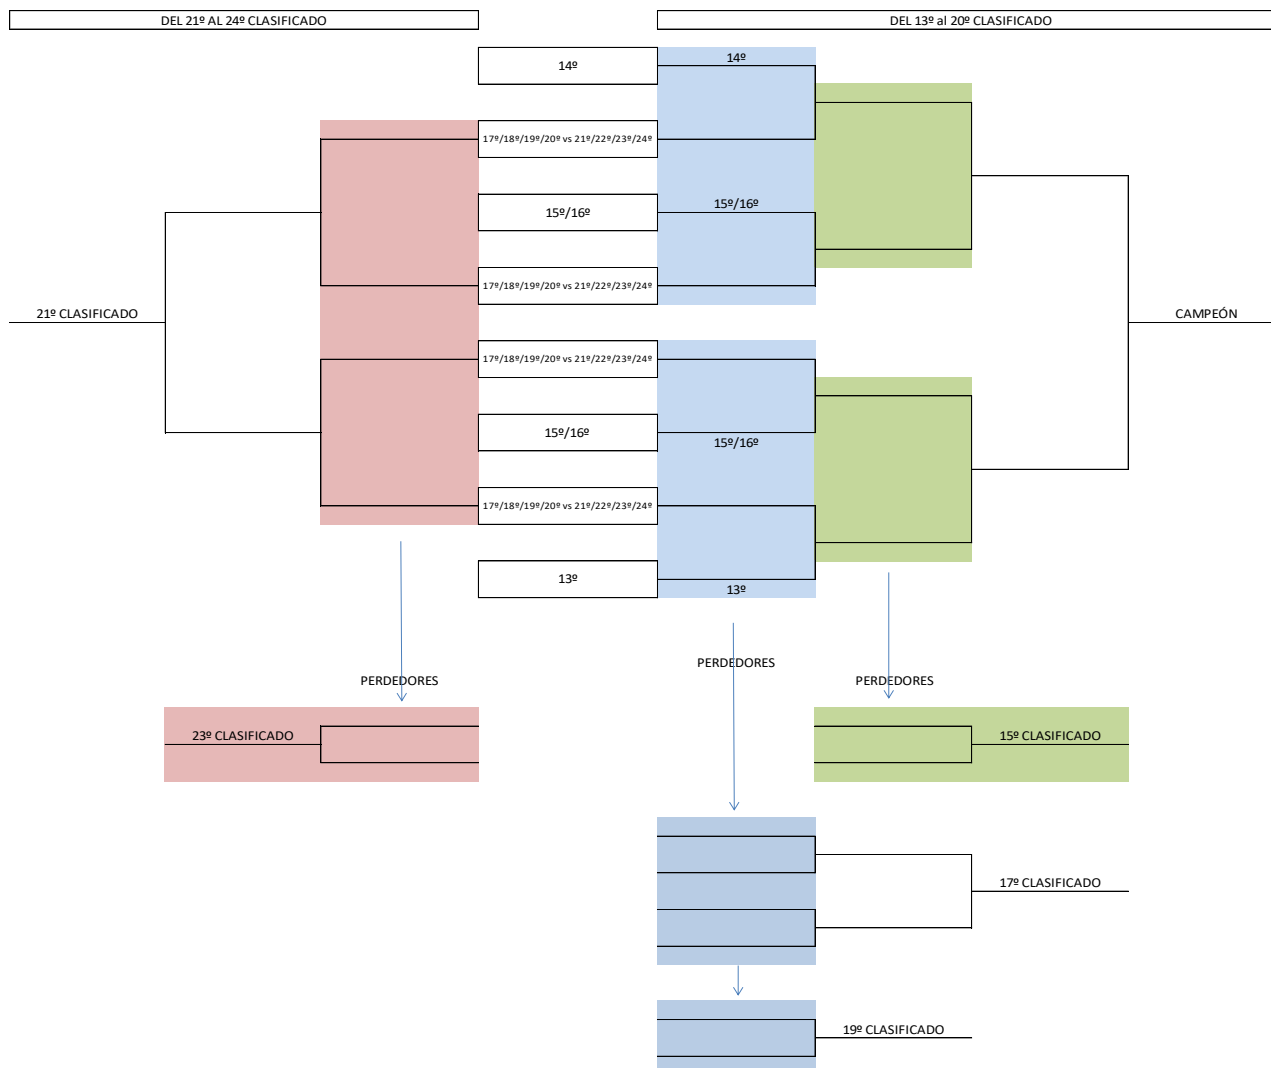 DEL 21º AL 24º CLASIFICADO
DEL 13º al 20º CLASIFICADO
14º
14º
17º/18º/19º/20º vs 21º/22º/23º/24º
15º/16º
15º/16º
17º/18º/19º/20º vs 21º/22º/23º/24º
21º CLASIFICADO
CAMPEÓN
17º/18º/19º/20º vs 21º/22º/23º/24º
15º/16º
15º/16º
17º/18º/19º/20º vs 21º/22º/23º/24º
13º
13º
PERDEDORES
PERDEDORES
PERDEDORES
23º CLASIFICADO
15º CLASIFICADO
17º CLASIFICADO
19º CLASIFICADO